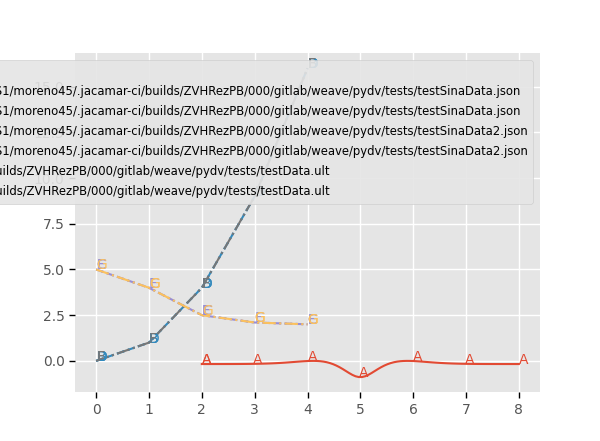 S1/moreno45/.jacamar-ci/builds/ZVHRezPB/000/gitlab/weave/pydv/tests/testSinaData.json
S1/moreno45/.jacamar-ci/builds/ZVHRezPB/000/gitlab/weave/pydv/tests/testSinaData.json
S1/moreno45/.jacamar-ci/builds/ZVHRezPB/000/gitlab/weave/pydv/tests/testSinaData2.json
S1/moreno45/.jacamar-ci/builds/ZVHRezPB/000/gitlab/weave/pydv/tests/testSinaData2.json
uilds/ZVHRezPB/000/gitlab/weave/pydv/tests/testData.ult
uilds/ZVHRezPB/000/gitlab/weave/pydv/tests/testData.ult
7.5
5.0
2.5
0.0
A A A A A A A
0 1 2 3 4 5 6 7 8